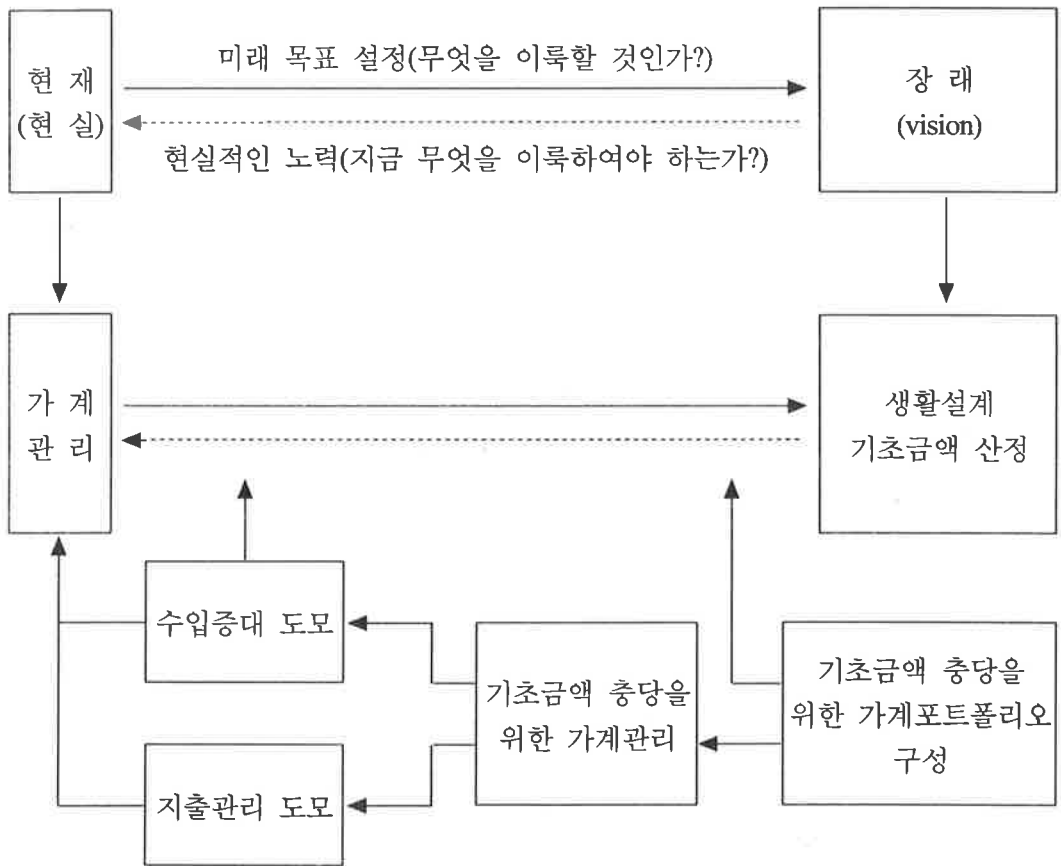 미래 목표 설정(무엇을 이룩할 것인가?)
현 재
(현 실)
장 래
(vision)
현실적인 노력(지금 무엇을 이룩하여야 하는가?)
가 계
관 리
생활설계
기초금액 산정
수입증대 도모
기초금액 충당을
위한 가계관리
기초금액 충당을
위한 가계포트폴리오
구성
지출관리 도모